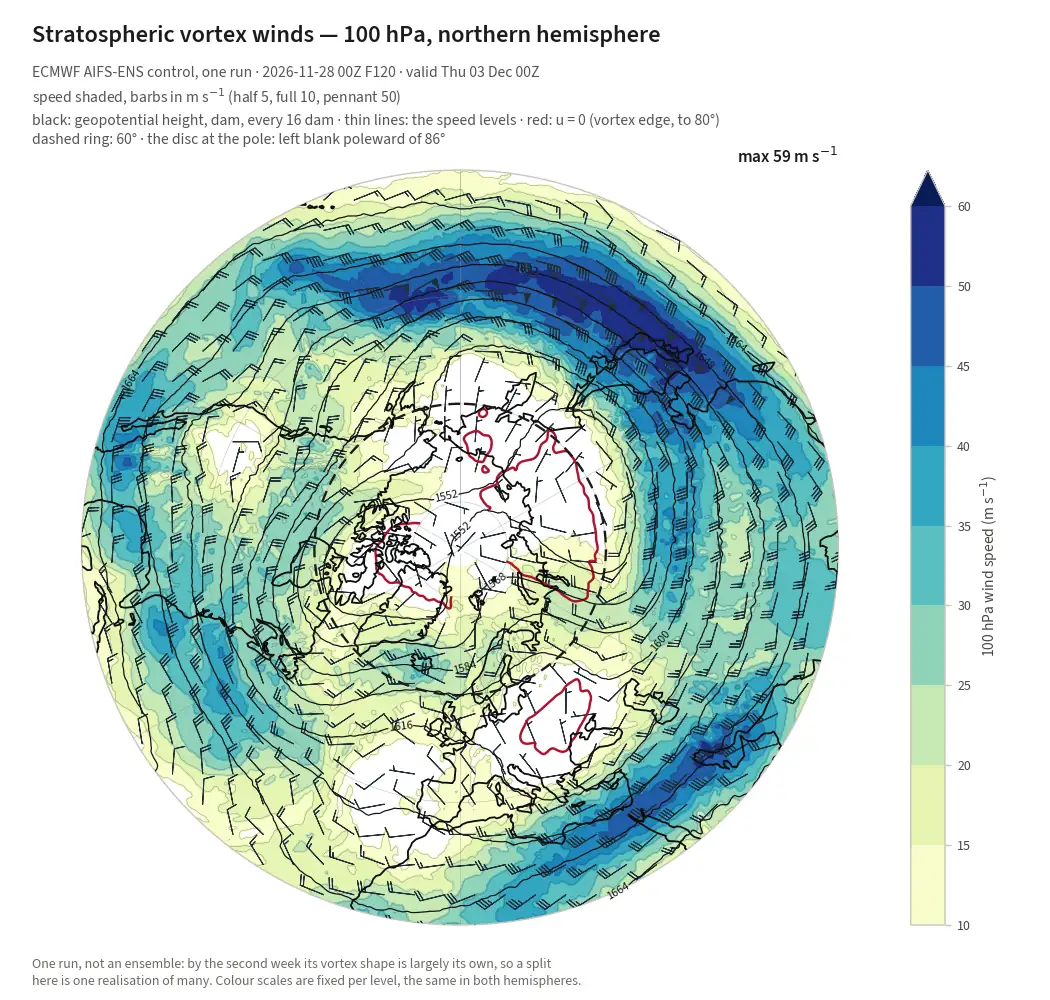 Stratospheric vortex winds — 100 hPa, northern hemisphere
ECMWF AIFS-ENS control, one run · 2026-11-28 00Z F120 · valid Thu 03 Dec 00Z
speed shaded, barbs in m s⁻¹ (half 5, full 10, pennant 50)
black: geopotential height, dam, every 16 dam · thin lines: the speed levels · red: u = 0 (vortex edge, to 80°)
dashed ring: 60° · the disc at the pole: left blank poleward of 86°
max 59 m s⁻¹
60
50
45
40
35
30
25
20
15
10
100 hPa wind speed (m s⁻¹)
1664
1664
1552
1552
1600
1584
1616
1664
One run, not an ensemble: by the second week its vortex shape is largely its own, so a split
here is one realisation of many. Colour scales are fixed per level, the same in both hemispheres.